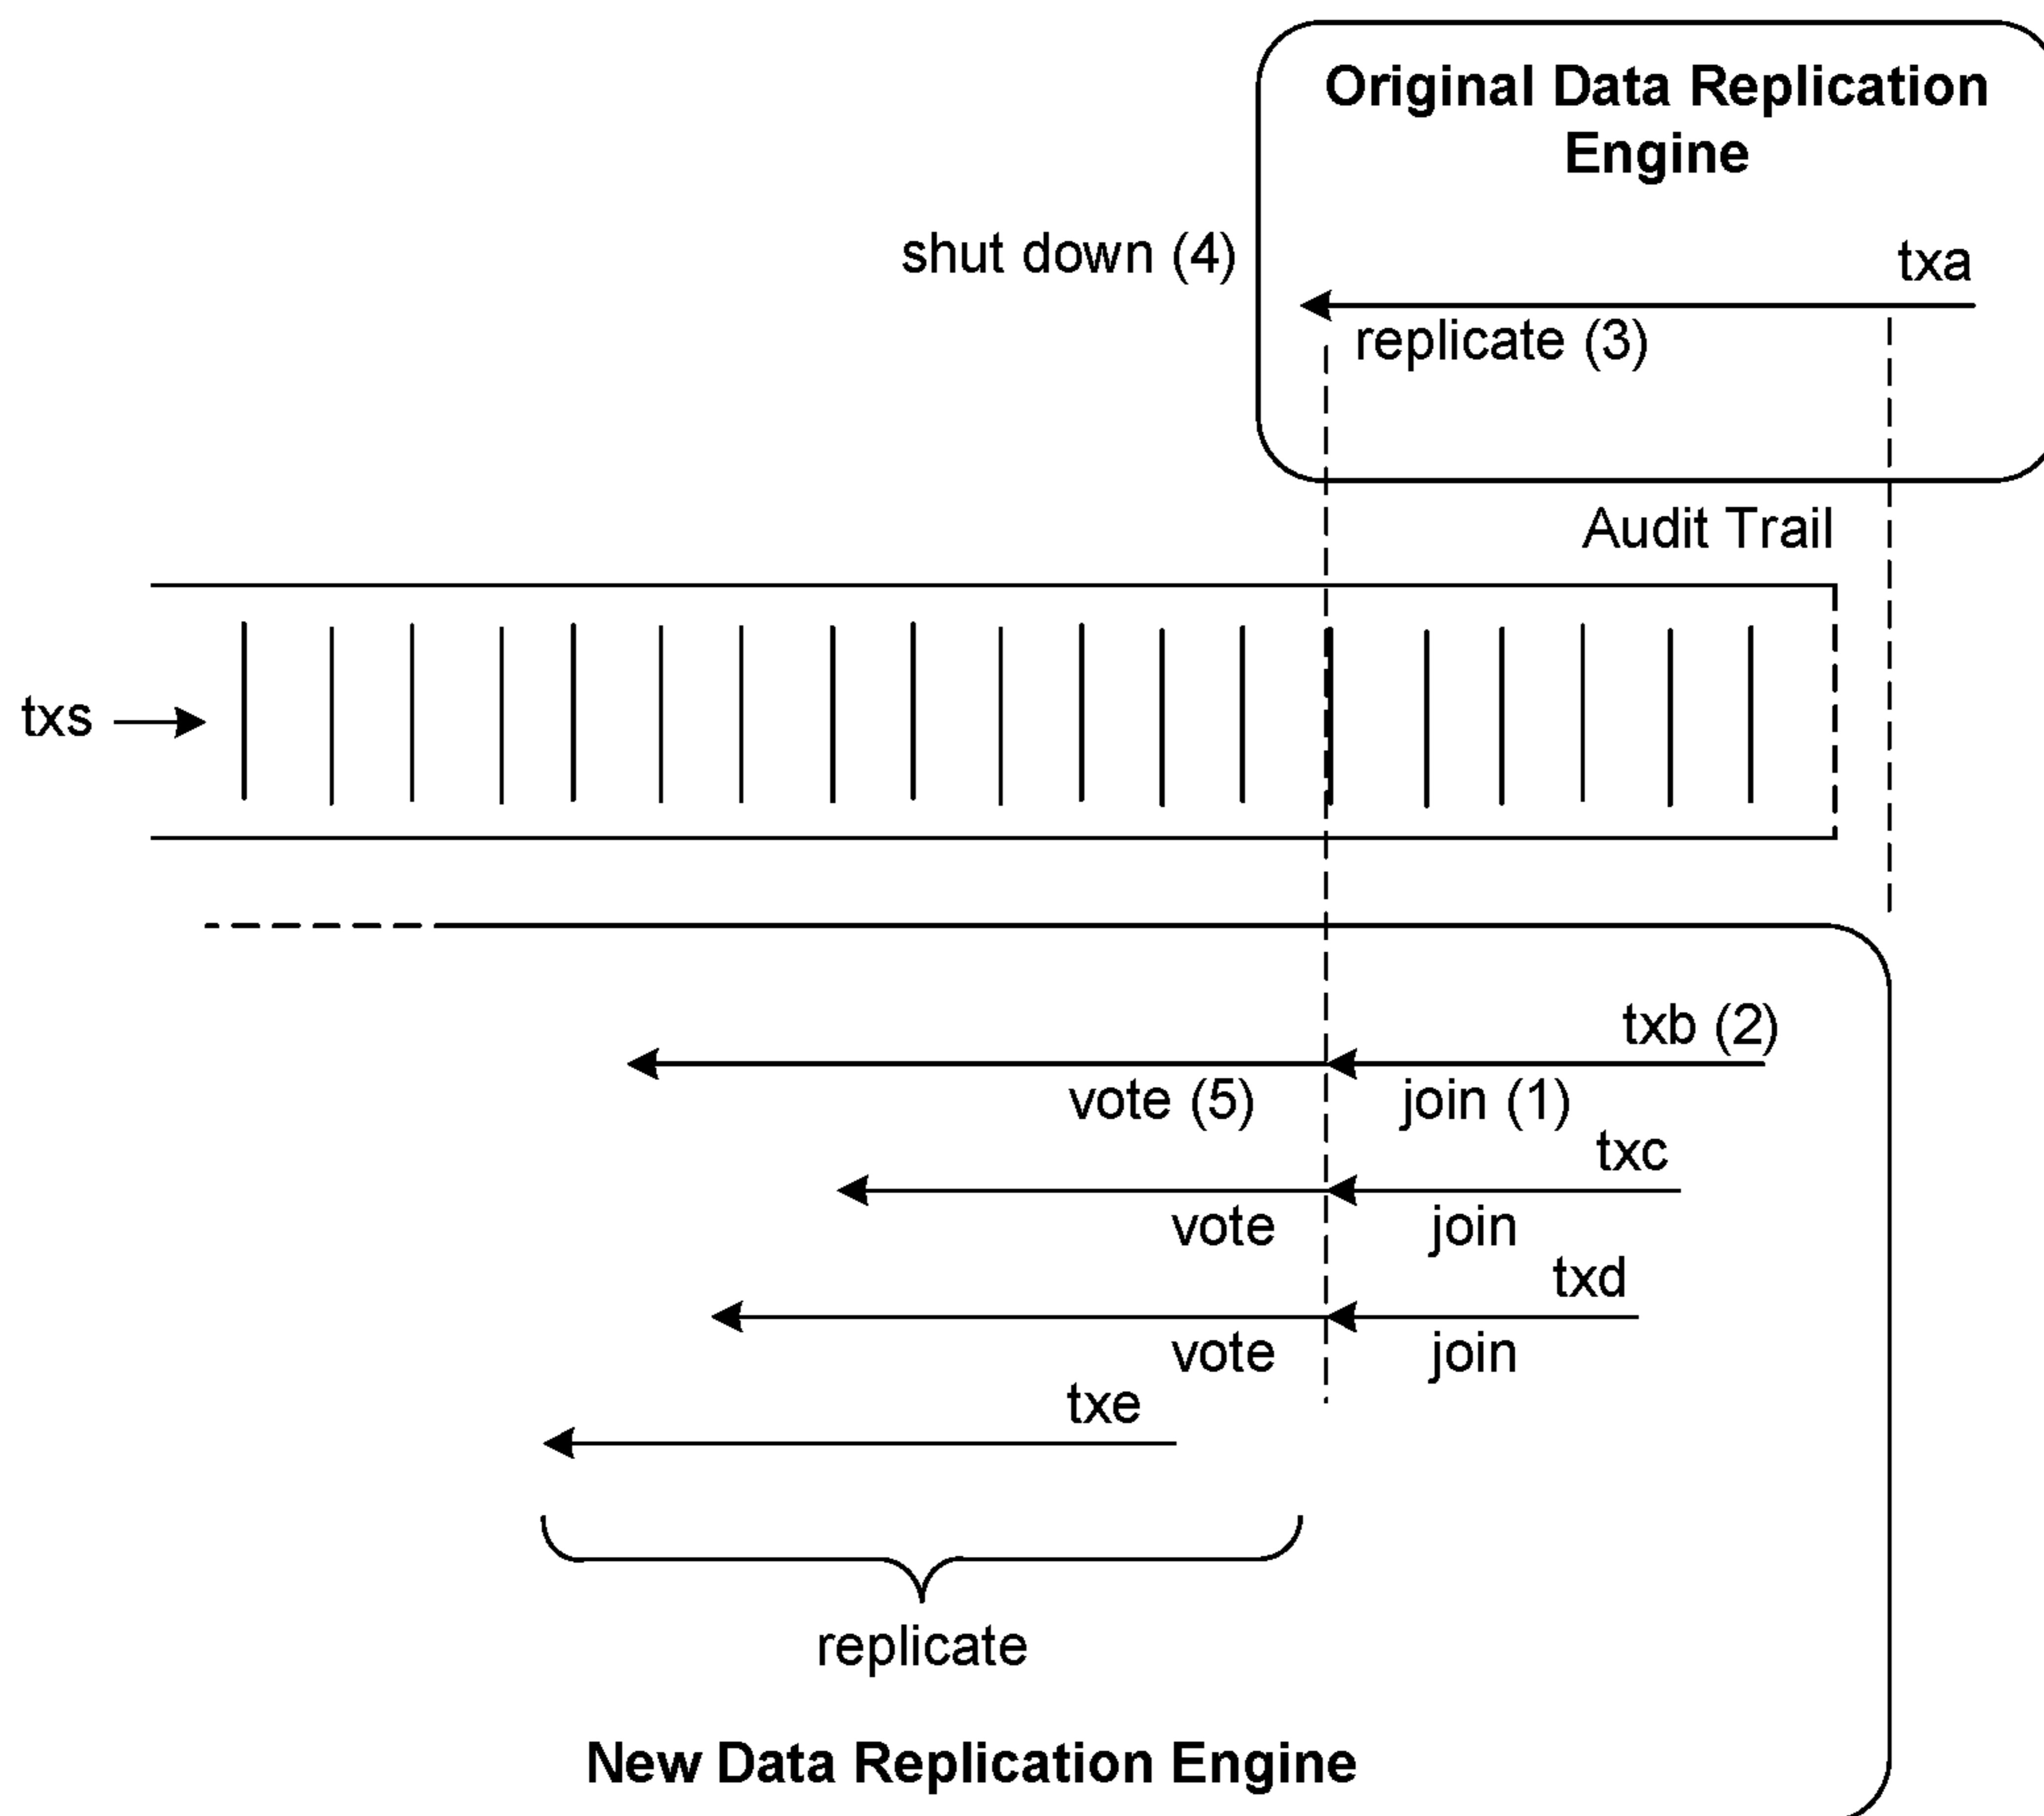 Original Data Replication
Engine
shut down (4)
txa
replicate (3)
Audit Trail
txs
txb (2)
vote (5)
join (1)
txc
vote
join
txd
vote
join
txe
replicate
New Data Replication Engine